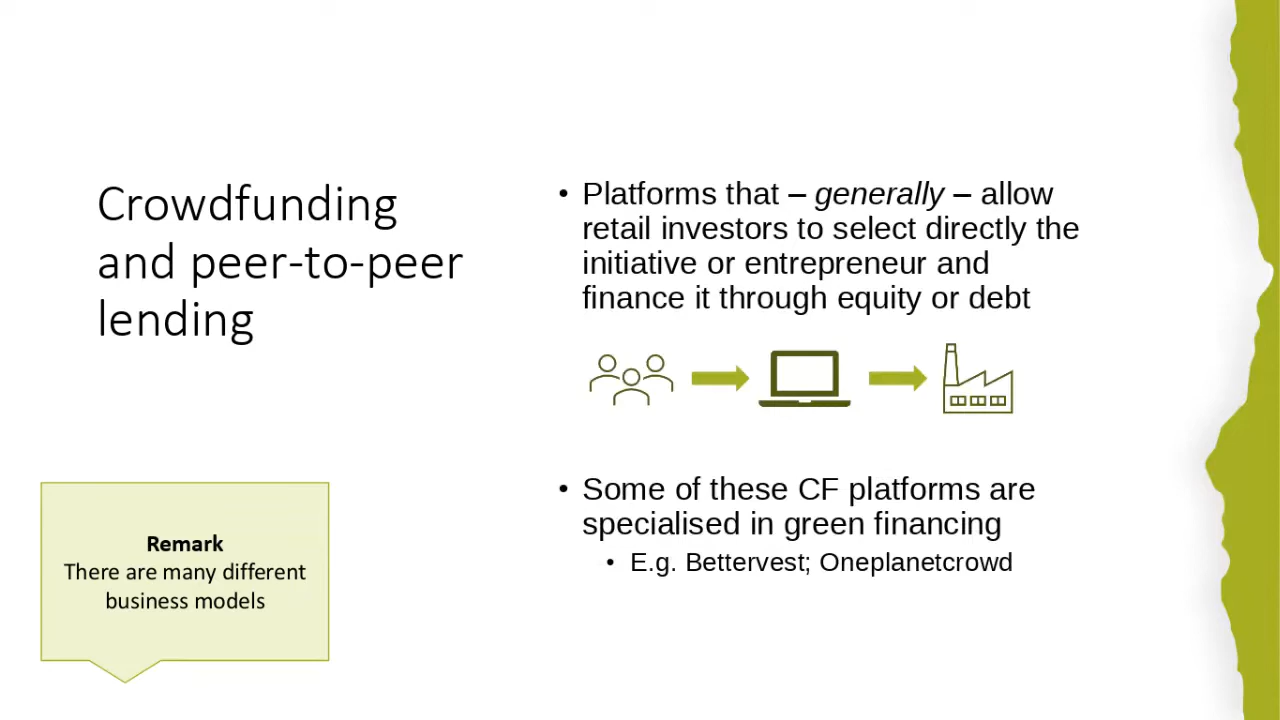 Crowdfunding
and peer-to-peer
lending
• Platforms that – generally – allow
retail investors to select directly the
initiative or entrepreneur and
finance it through equity or debt
• Some of these CF platforms are
specialised in green financing
• E.g. Bettervest; Oneplanetcrowd
Remark
There are many different
business models